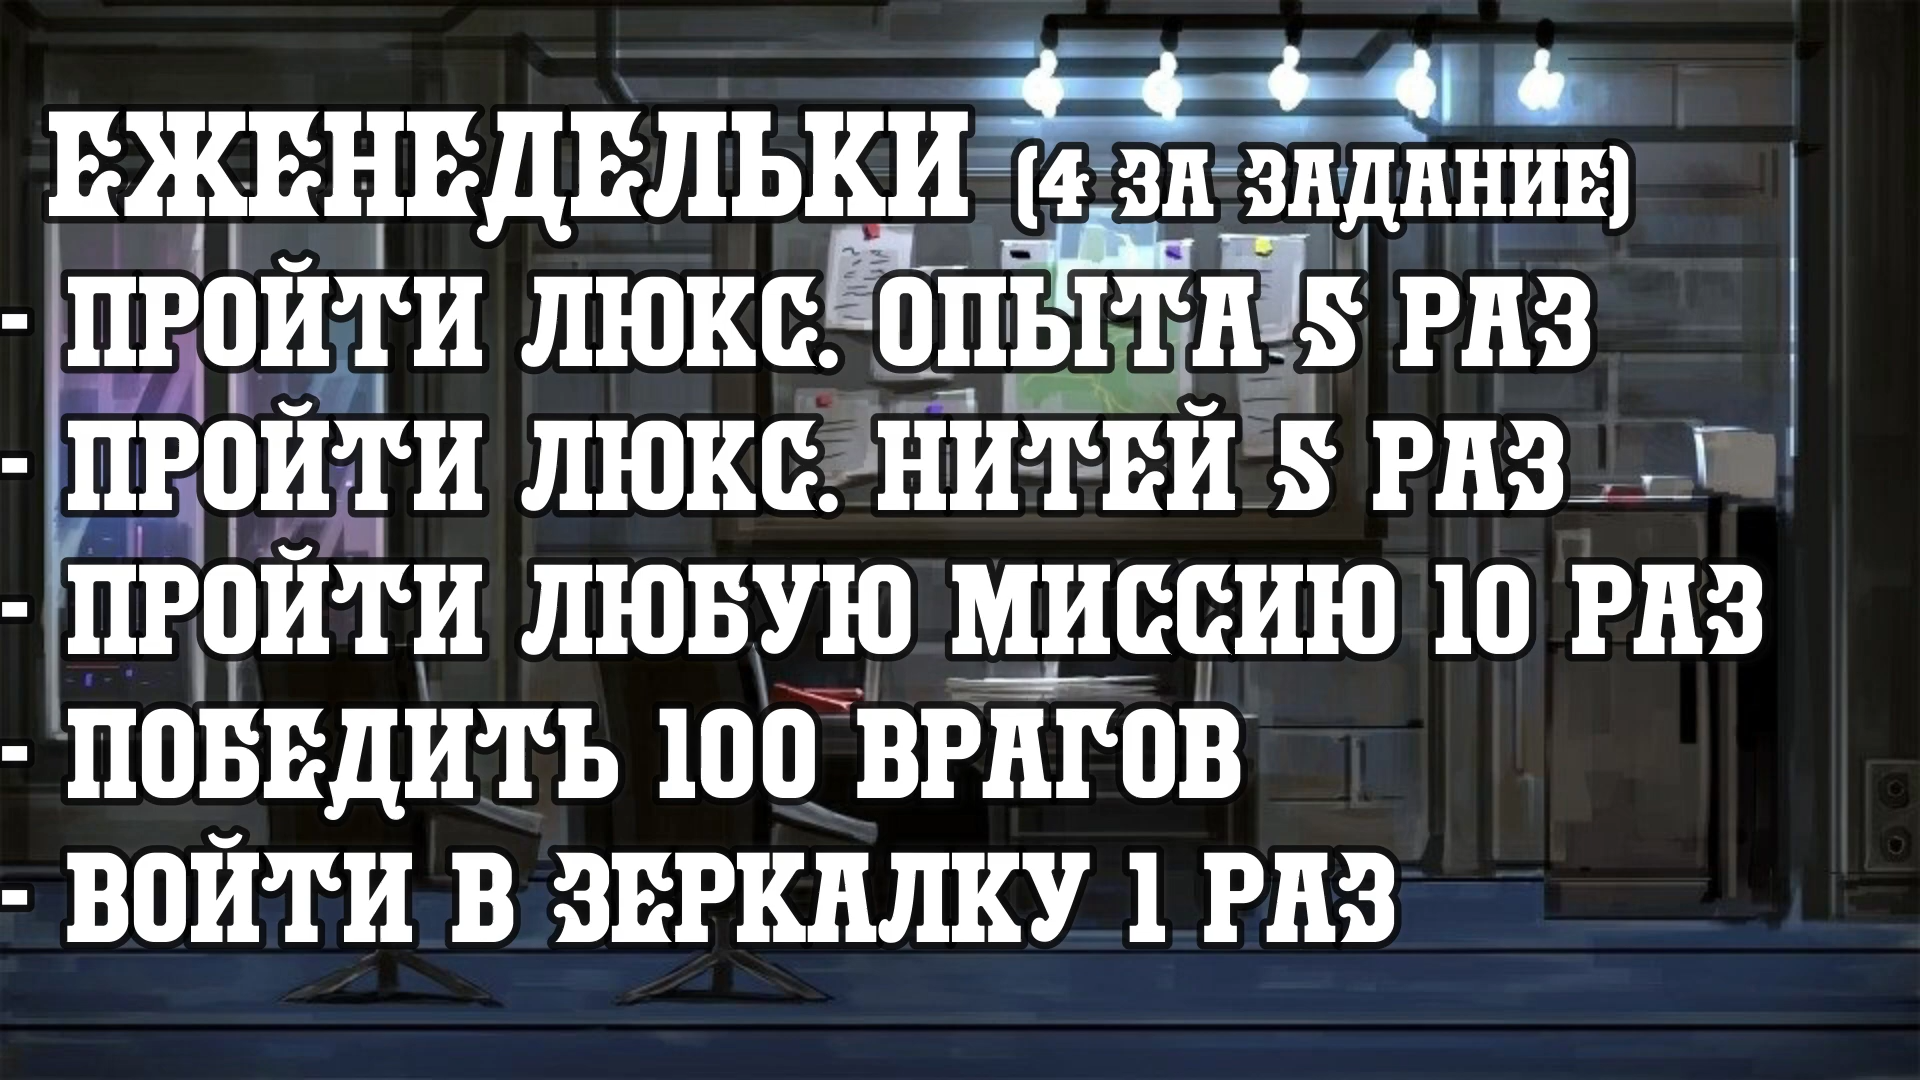 ЕЖЕНЕДЕЛЬКИ (4 ЗА ЗАДАНИЕ)
- ПРОЙТИ ЛЮКС. ОПЫТА 5 РАЗ
- ПРОЙТИ ЛЮКС. НИТЕЙ 5 РАЗ
- ПРОЙТИ ЛЮБУЮ МИССИЮ 10 РАЗ
- ПОБЕДИТЬ 100 ВРАГОВ
- ВОЙТИ В ЗЕРКАЛКУ 1 РАЗ